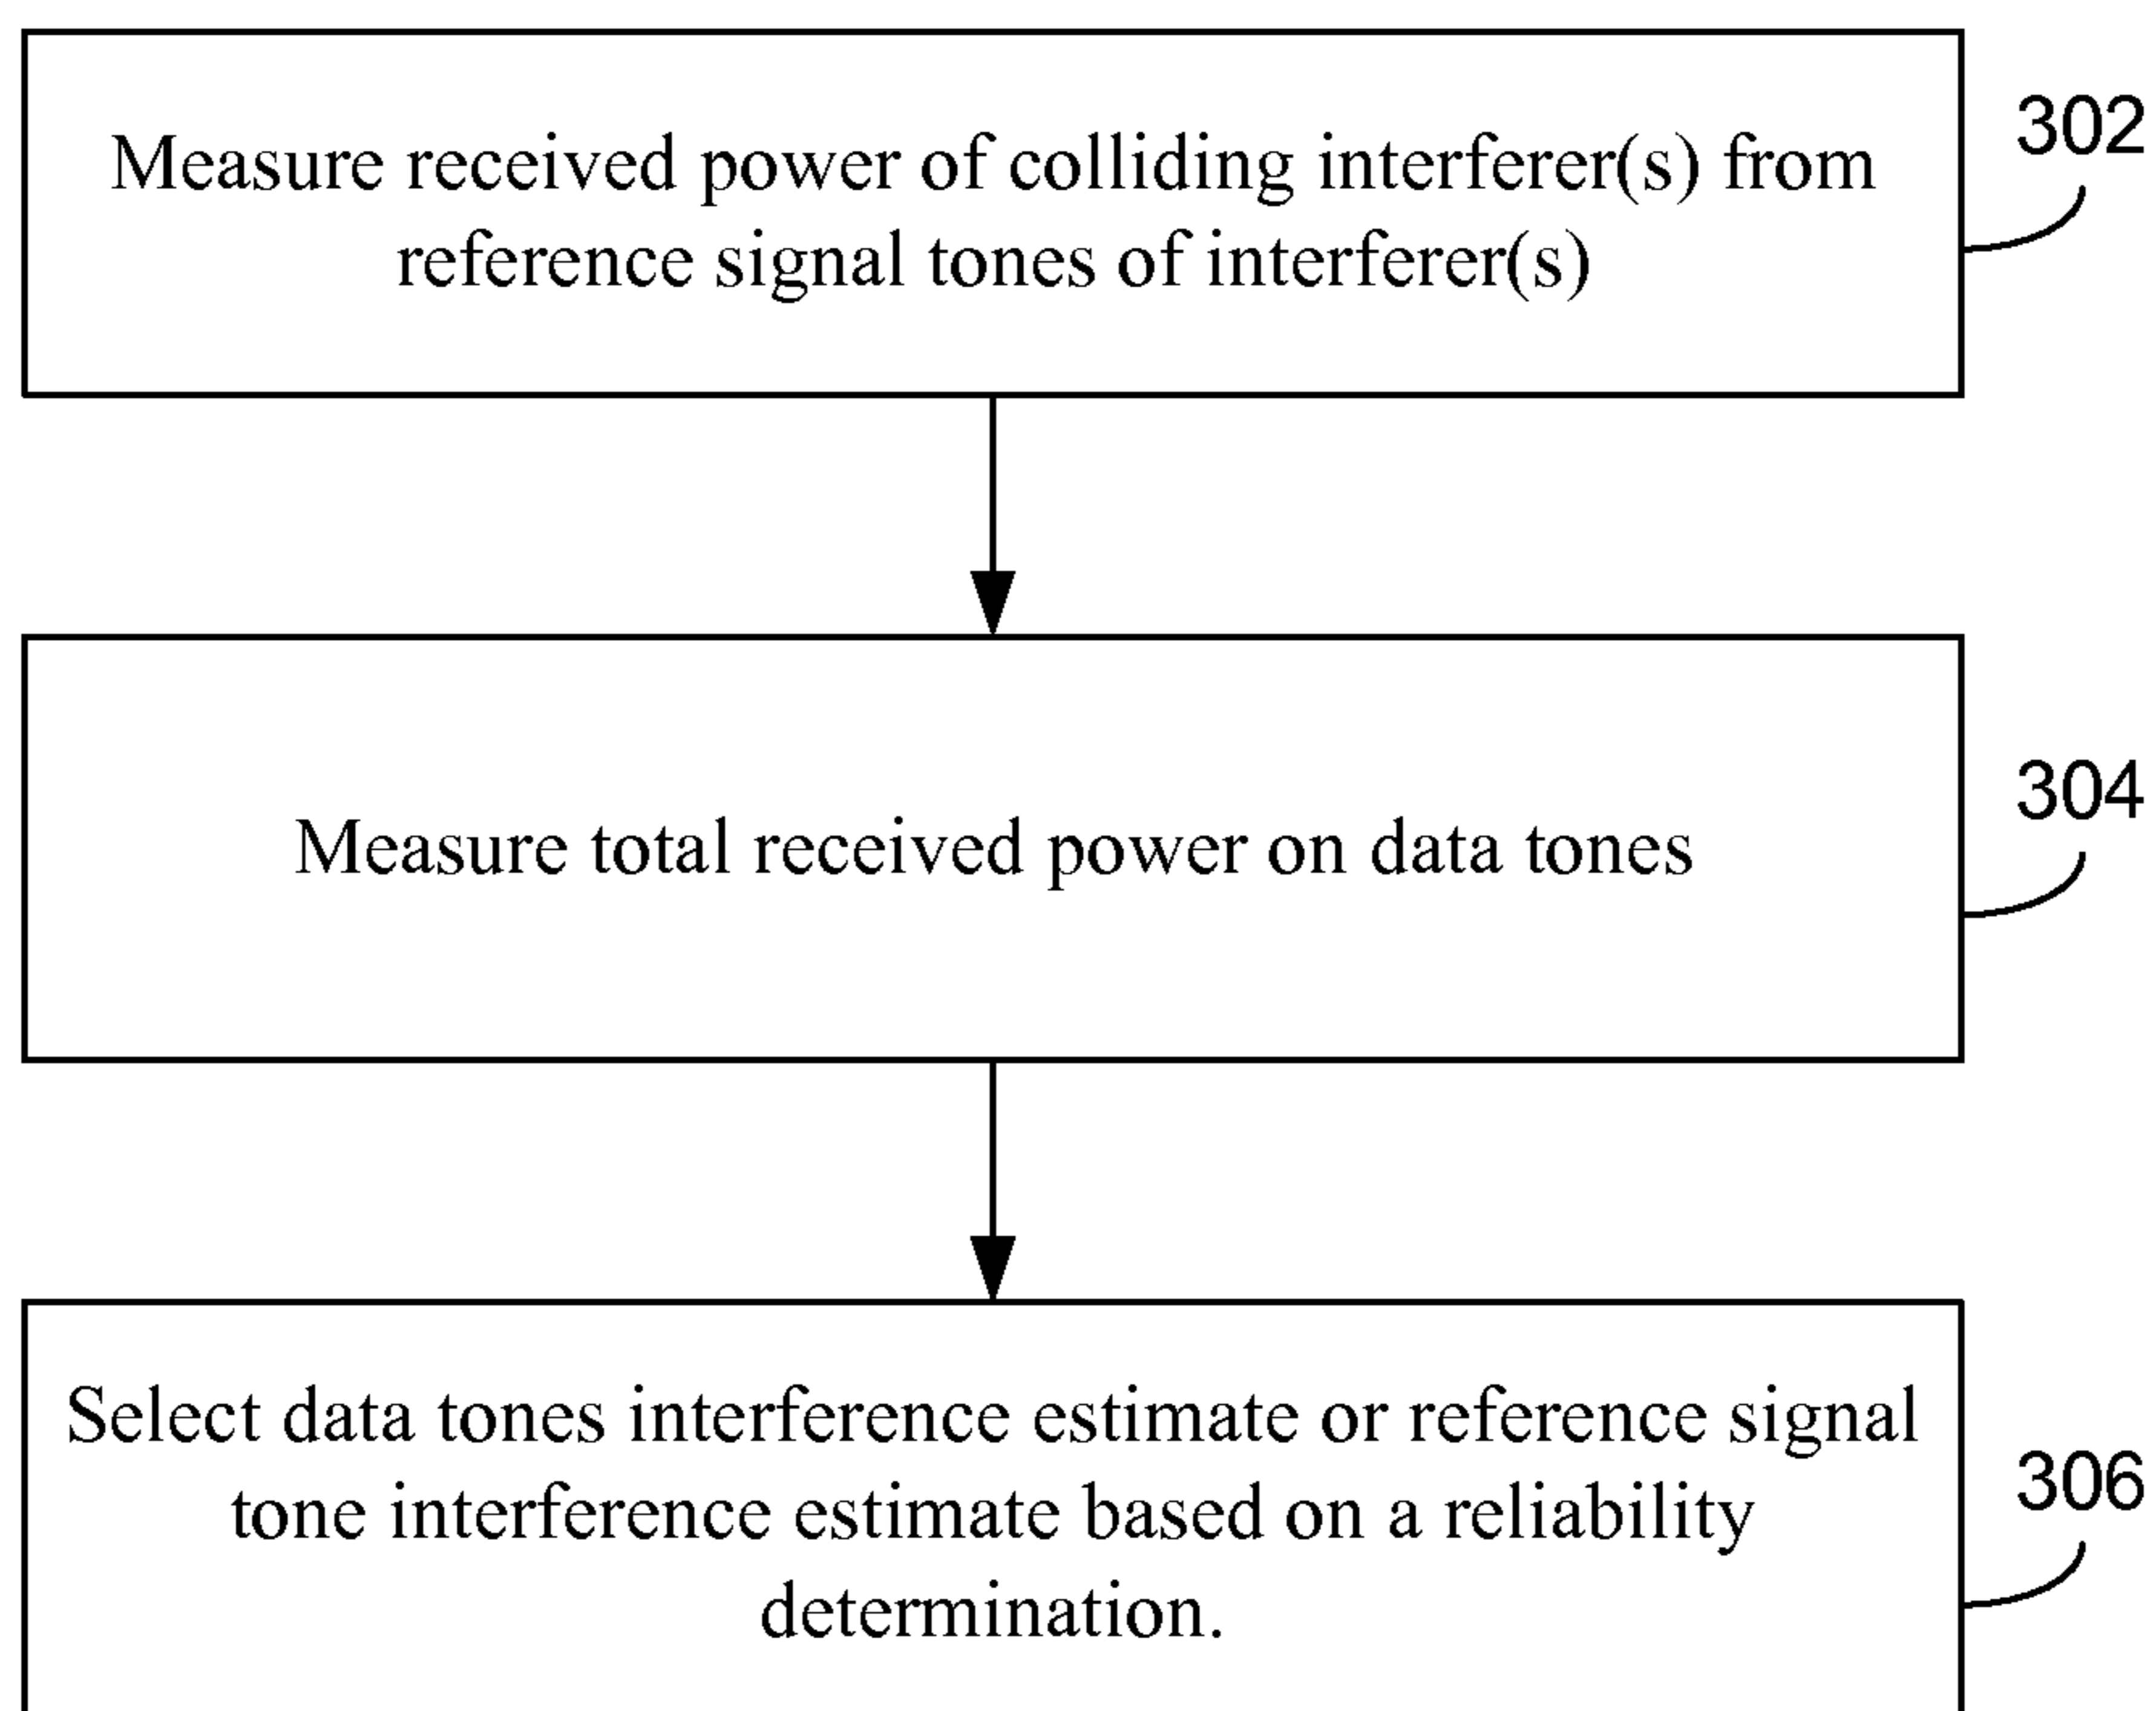 Measure received power of colliding interferer(s) from
reference signal tones of interferer(s)
302
Measure total received power on data tones
304
Select data tones interference estimate or reference signal
tone interference estimate based on a reliability
determination.
306